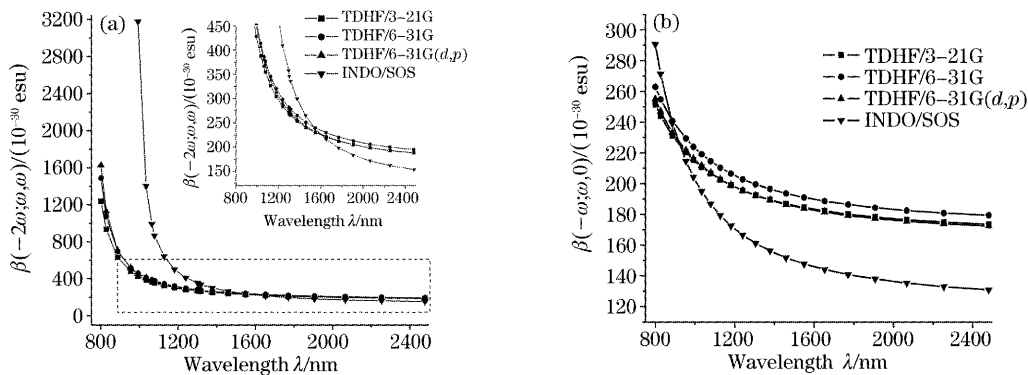 (a)
β(−2ω;ω,ω)/(10⁻³⁰ esu)
3200
2800
2400
2000
1600
1200
800
400
0
800 1200 1600 2000 2400
Wavelength λ/nm
β(−2ω;ω,ω)/(10⁻³⁰ esu)
450
400
350
300
250
200
150
800 1200 1600 2000 2400
Wavelength λ/nm
TDHF/3−21G
TDHF/6−31G
TDHF/6−31G(d,p)
INDO/SOS
(b)
β(−ω;ω,0)/(10⁻³⁰ esu)
300
280
260
240
220
200
180
160
140
120
800 1200 1600 2000 2400
Wavelength λ/nm
TDHF/3−21G
TDHF/6−31G
TDHF/6−31G(d,p)
INDO/SOS